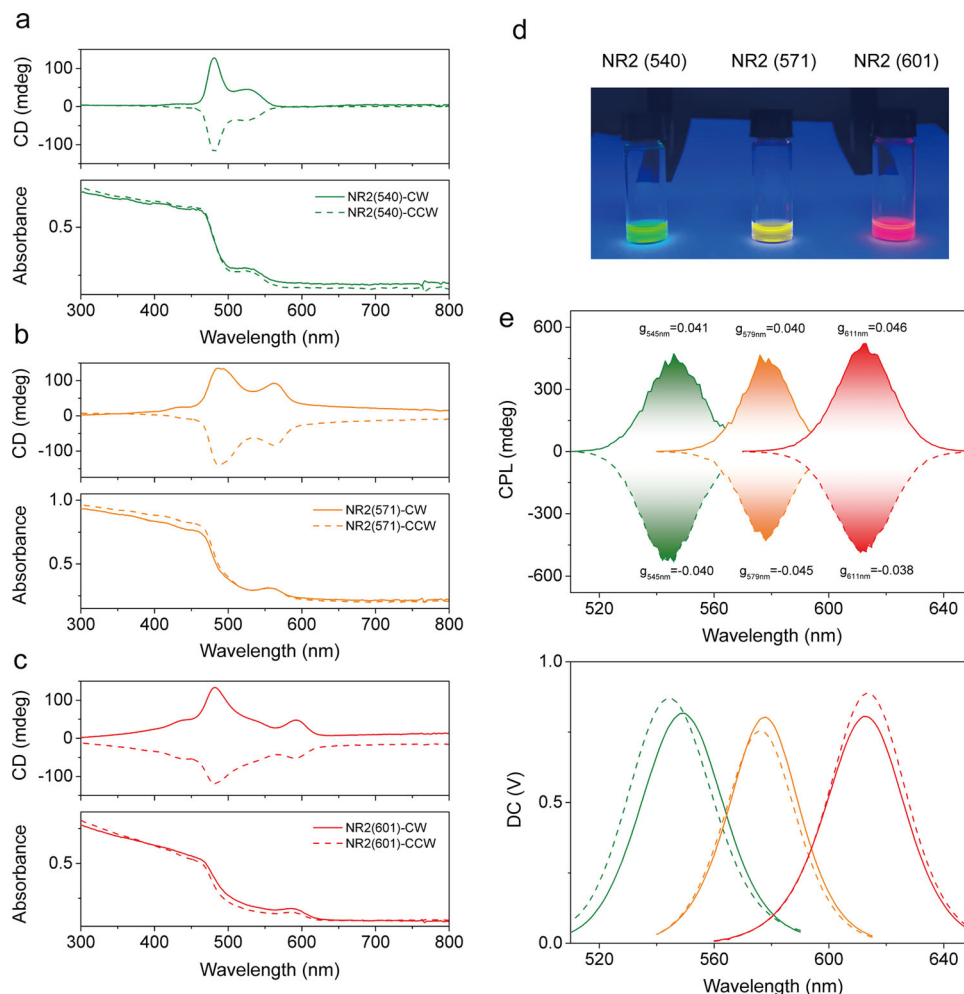 a
CD (mdeg)
100
0
-100
Absorbance
0.5
NR2(540)-CW
NR2(540)-CCW
300 400 500 600 700 800
Wavelength (nm)
b
CD (mdeg)
100
0
-100
Absorbance
1.0
0.5
NR2(571)-CW
NR2(571)-CCW
300 400 500 600 700 800
Wavelength (nm)
c
CD (mdeg)
100
0
-100
Absorbance
0.5
NR2(601)-CW
NR2(601)-CCW
300 400 500 600 700 800
Wavelength (nm)
d
NR2 (540) NR2 (571) NR2 (601)
e
CPL (mdeg)
600
300
0
-300
-600
g545nm=0.041 g579nm=0.040 g611nm=0.046
g545nm=-0.040 g579nm=-0.045 g611nm=-0.038
520 560 600 640
Wavelength (nm)
DC (V)
1.0
0.5
0.0
520 560 600 640
Wavelength (nm)